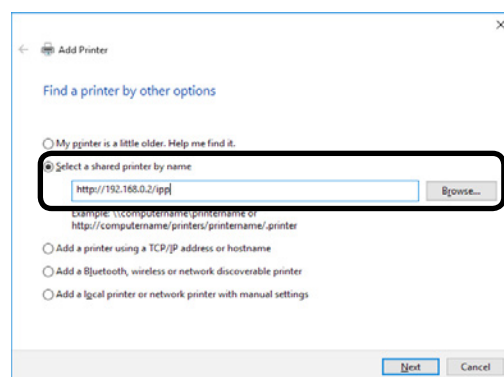 Add Printer
Find a printer by other options
My printer is a little older. Help me find it.
Select a shared printer by name
http://192.168.0.2/ipp
Browse...
Example: \\computername\printername or
http://computername/printers/printername/.printer
Add a printer using a TCP/IP address or hostname
Add a Bluetooth, wireless or network discoverable printer
Add a local printer or network printer with manual settings
Next
Cancel